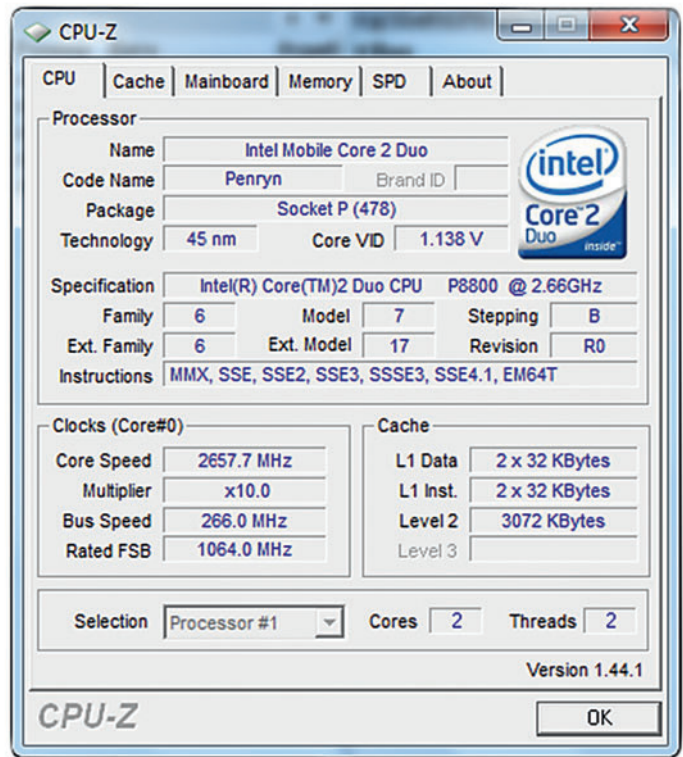 CPU-Z
CPU Cache Mainboard Memory SPD About
Processor
Name Intel Mobile Core 2 Duo
Code Name Penryn Brand ID
Package Socket P (478)
Technology 45 nm Core VID 1.138 V
intel
Core™2
Duo inside™
Specification Intel(R) Core(TM)2 Duo CPU P8800 @ 2.66GHz
Family 6 Model 7 Stepping B
Ext. Family 6 Ext. Model 17 Revision R0
Instructions MMX, SSE, SSE2, SSE3, SSSE3, SSE4.1, EM64T
Clocks (Core#0)
Core Speed 2657.7 MHz
Multiplier x10.0
Bus Speed 266.0 MHz
Rated FSB 1064.0 MHz
Cache
L1 Data 2 x 32 KBytes
L1 Inst. 2 x 32 KBytes
Level 2 3072 KBytes
Level 3
Selection Processor #1 Cores 2 Threads 2
Version 1.44.1
CPU-Z OK